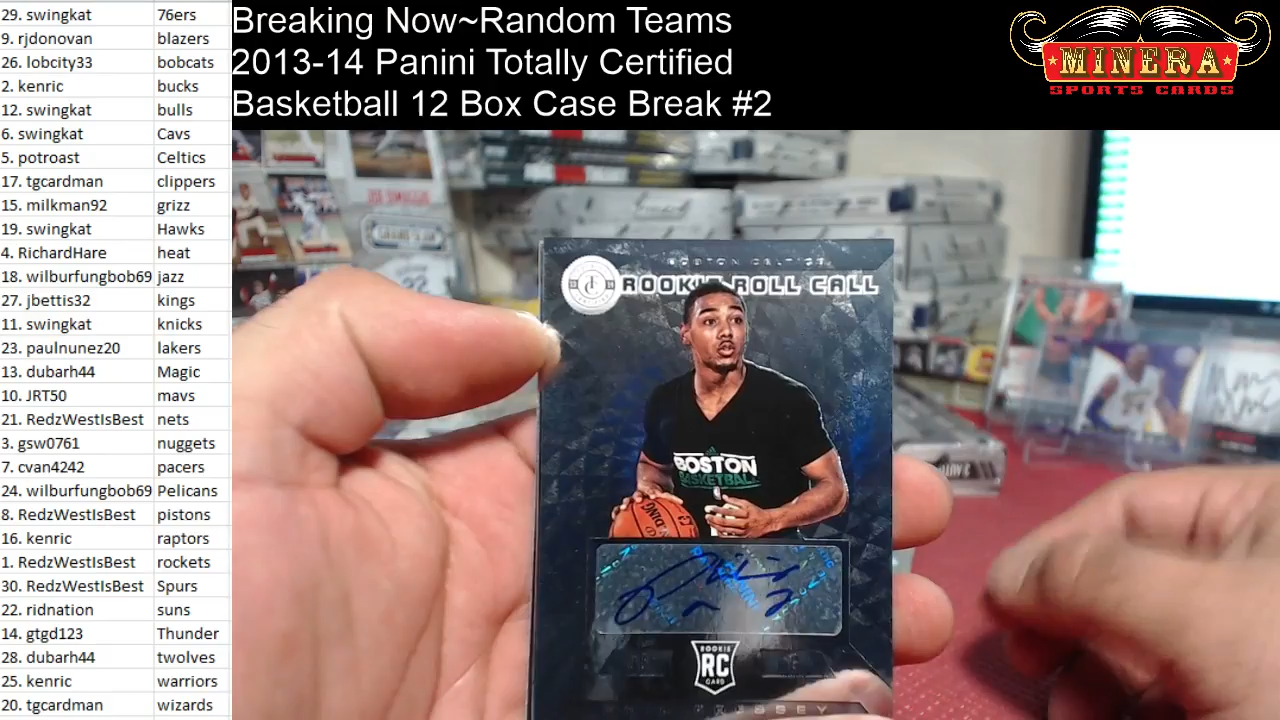 29. swingkat 76ers
9. rjdonovan blazers
26. lobcity33 bobcats
2. kenric bucks
12. swingkat bulls
6. swingkat Cavs
5. potroast Celtics
17. tgcardman clippers
15. milkman92 grizz
19. swingkat Hawks
4. RichardHare heat
18. wilburfungbob69 jazz
27. jbettis32 kings
11. swingkat knicks
23. paulnunez20 lakers
13. dubarh44 Magic
10. JRT50 mavs
21. RedzWestIsBest nets
3. gsw0761 nuggets
7. cvan4242 pacers
24. wilburfungbob69 Pelicans
8. RedzWestIsBest pistons
16. kenric raptors
1. RedzWestIsBest rockets
30. RedzWestIsBest Spurs
22. ridnation suns
14. gtgd123 Thunder
28. dubarh44 twolves
25. kenric warriors
20. tgcardman wizards
Breaking Now~Random Teams
2013-14 Panini Totally Certified
Basketball 12 Box Case Break #2
MINERA
SPORTS CARDS
BOSTON CELTICS
ROOKIE ROLL CALL
BOSTON
BASKETBALL
ROOKIE
RC
CARD